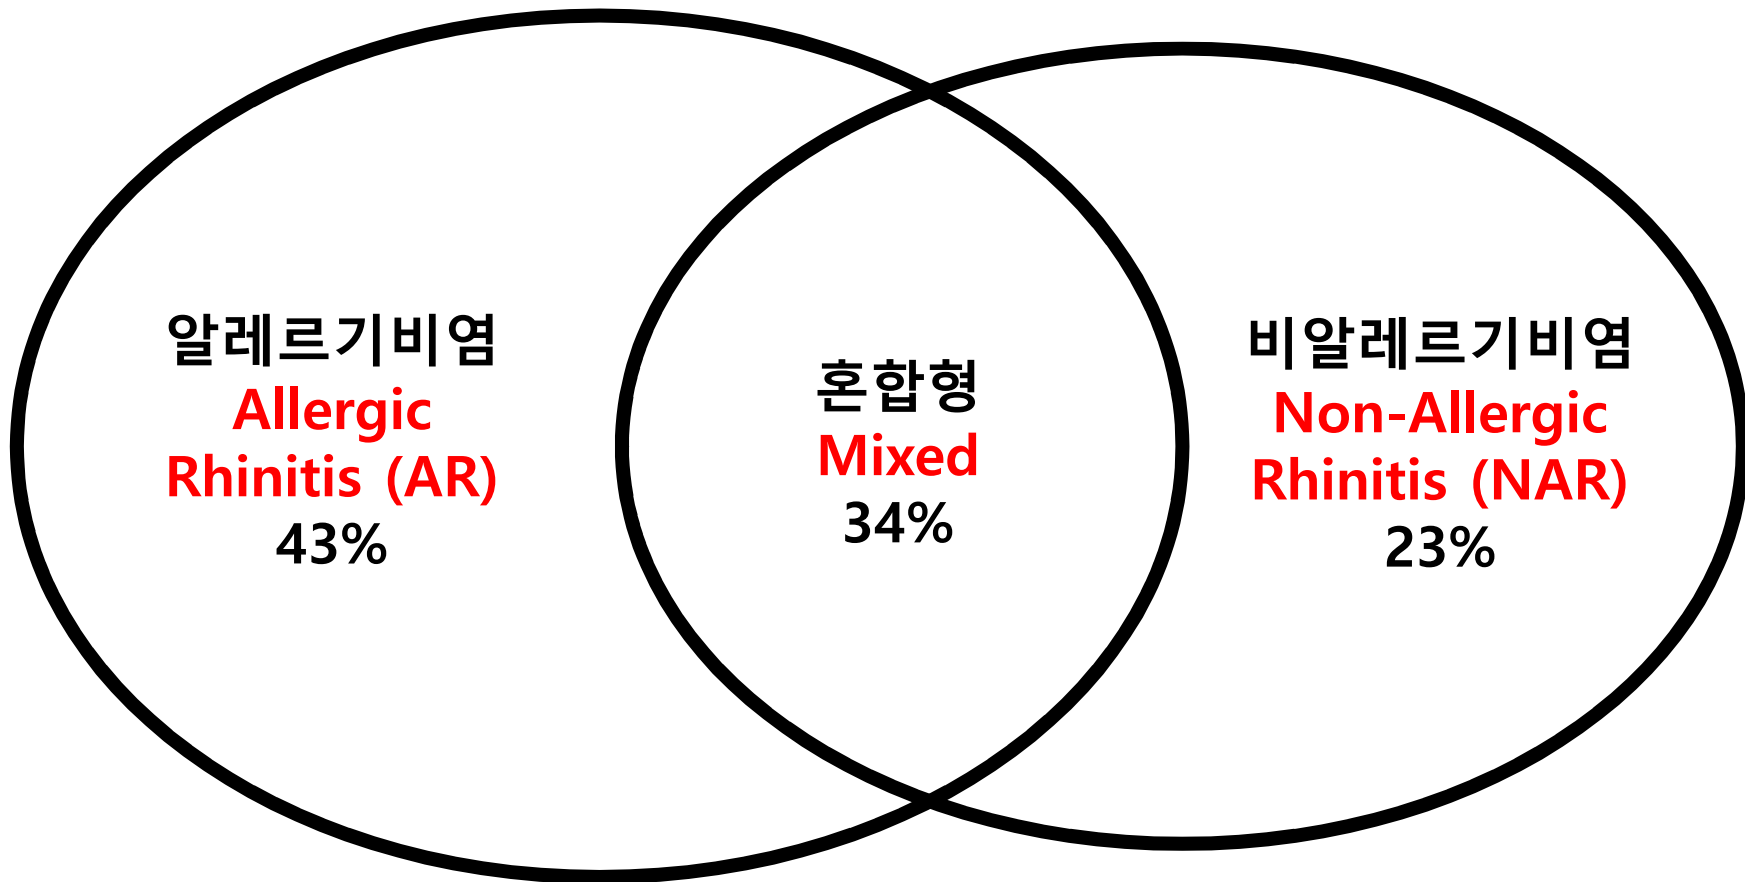 알레르기비염
Allergic
Rhinitis (AR)
43%
혼합형
Mixed
34%
비알레르기비염
Non-Allergic
Rhinitis (NAR)
23%